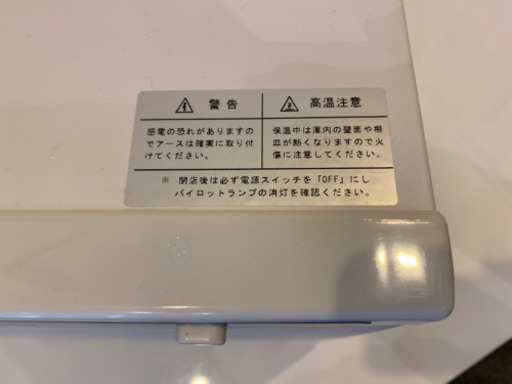 警告
感電の恐れがありますの
でアースは確実に取り付
けてください。
高温注意
保温中は庫内の壁面や棚
皿が熱くなりますので火
傷に注意してください。
※ 閉店後は必ず電源スイッチを「OFF」にし
パイロットランプの消灯を確認ください。